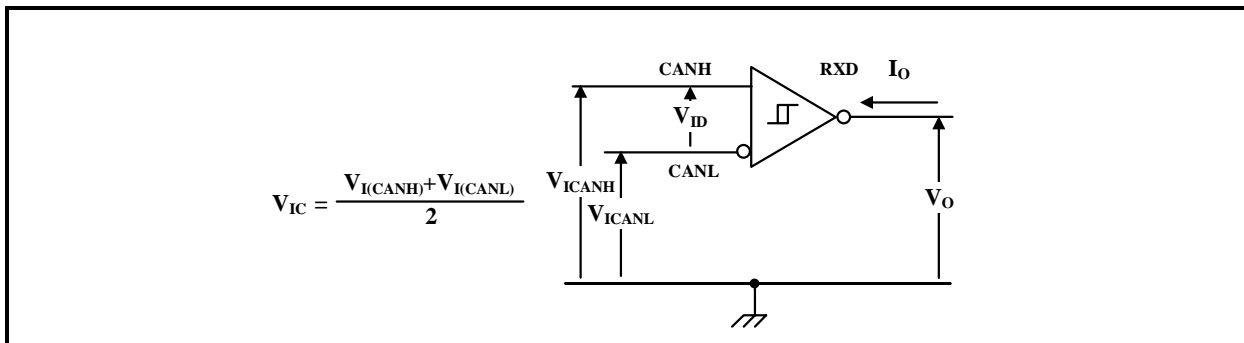 CANH RXD I_O
V_ID
CANL
V_ICANH
V_ICANL
V_IC = V_I(CANH)+V_I(CANL)
2
V_O